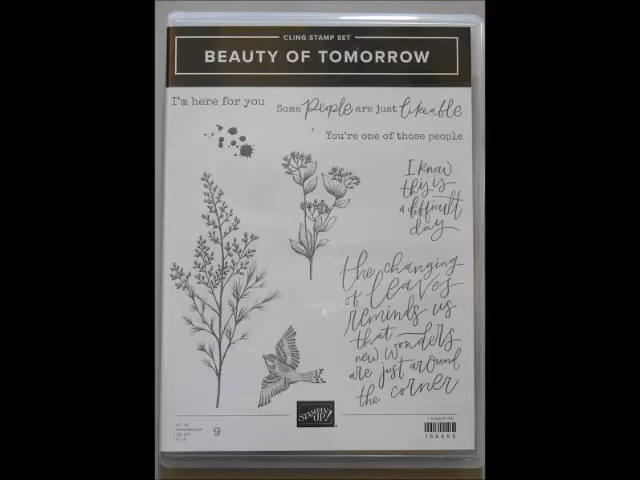 CLING STAMP SET
BEAUTY OF TOMORROW
I'm here for you
Some people are just likeable
You're one of those people
I know
this is
a difficult
day
the changing
of leaves
reminds us
that
new wonders
are just around
the corner
STAMPIN' UP!
9